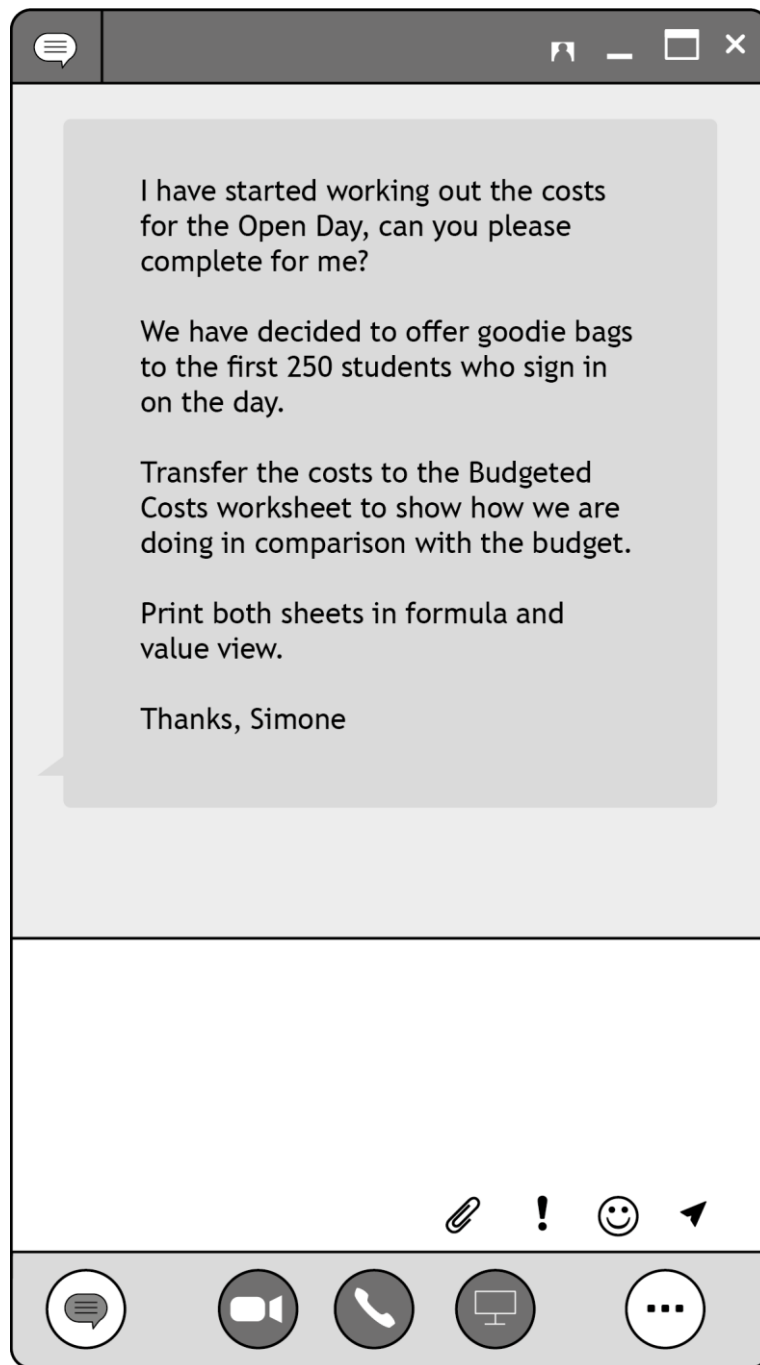 I have started working out the costs
for the Open Day, can you please
complete for me?
We have decided to offer goodie bags
to the first 250 students who sign in
on the day.
Transfer the costs to the Budgeted
Costs worksheet to show how we are
doing in comparison with the budget.
Print both sheets in formula and
value view.
Thanks, Simone